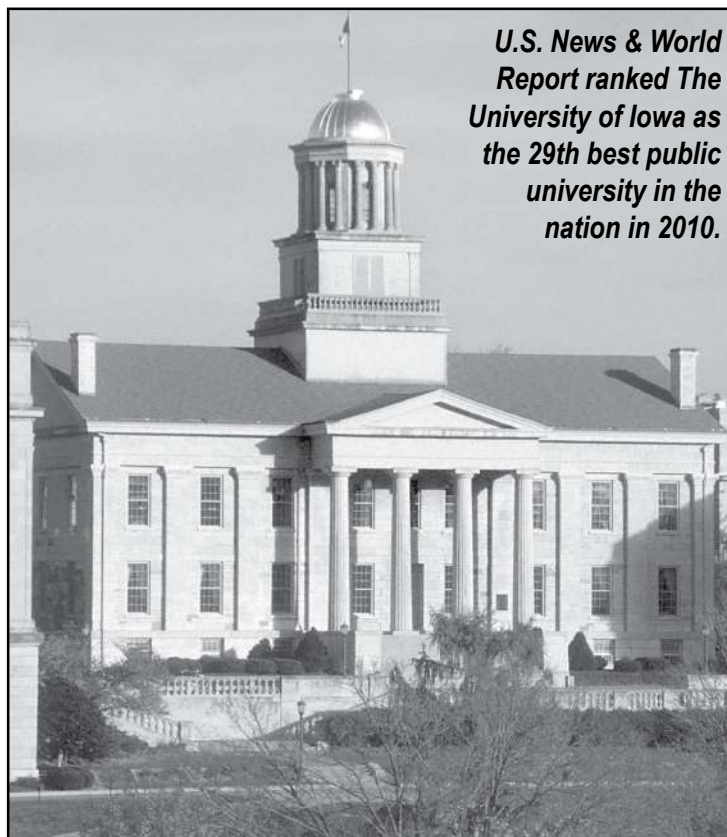 U.S. News & World
Report ranked The
University of Iowa as
the 29th best public
university in the
nation in 2010.